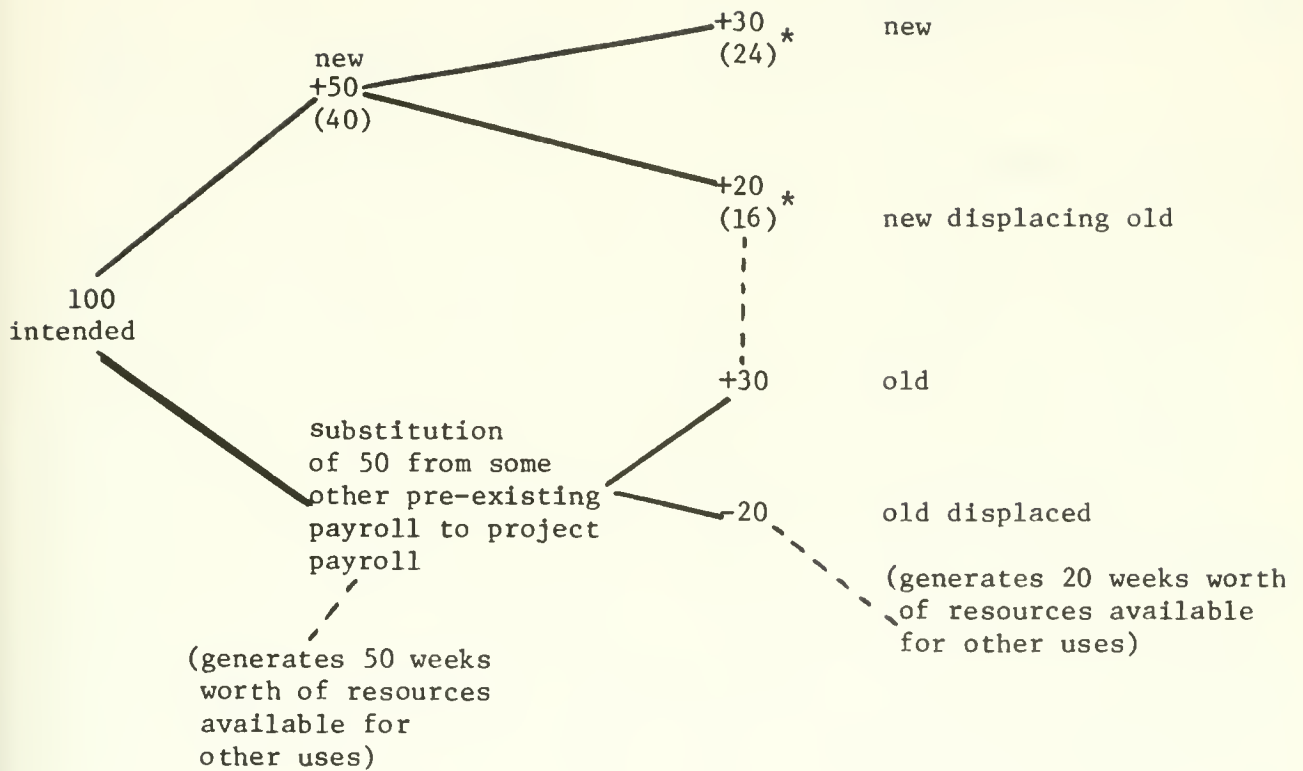 +30 new
(24)*
new
+50
(40)
+20
(16)* new displacing old
100
intended
+30 old
substitution
of 50 from some
other pre-existing
payroll to project
payroll
-20 old displaced
(generates 20 weeks worth
of resources available
for other uses)
(generates 50 weeks
worth of resources
available for
other uses)